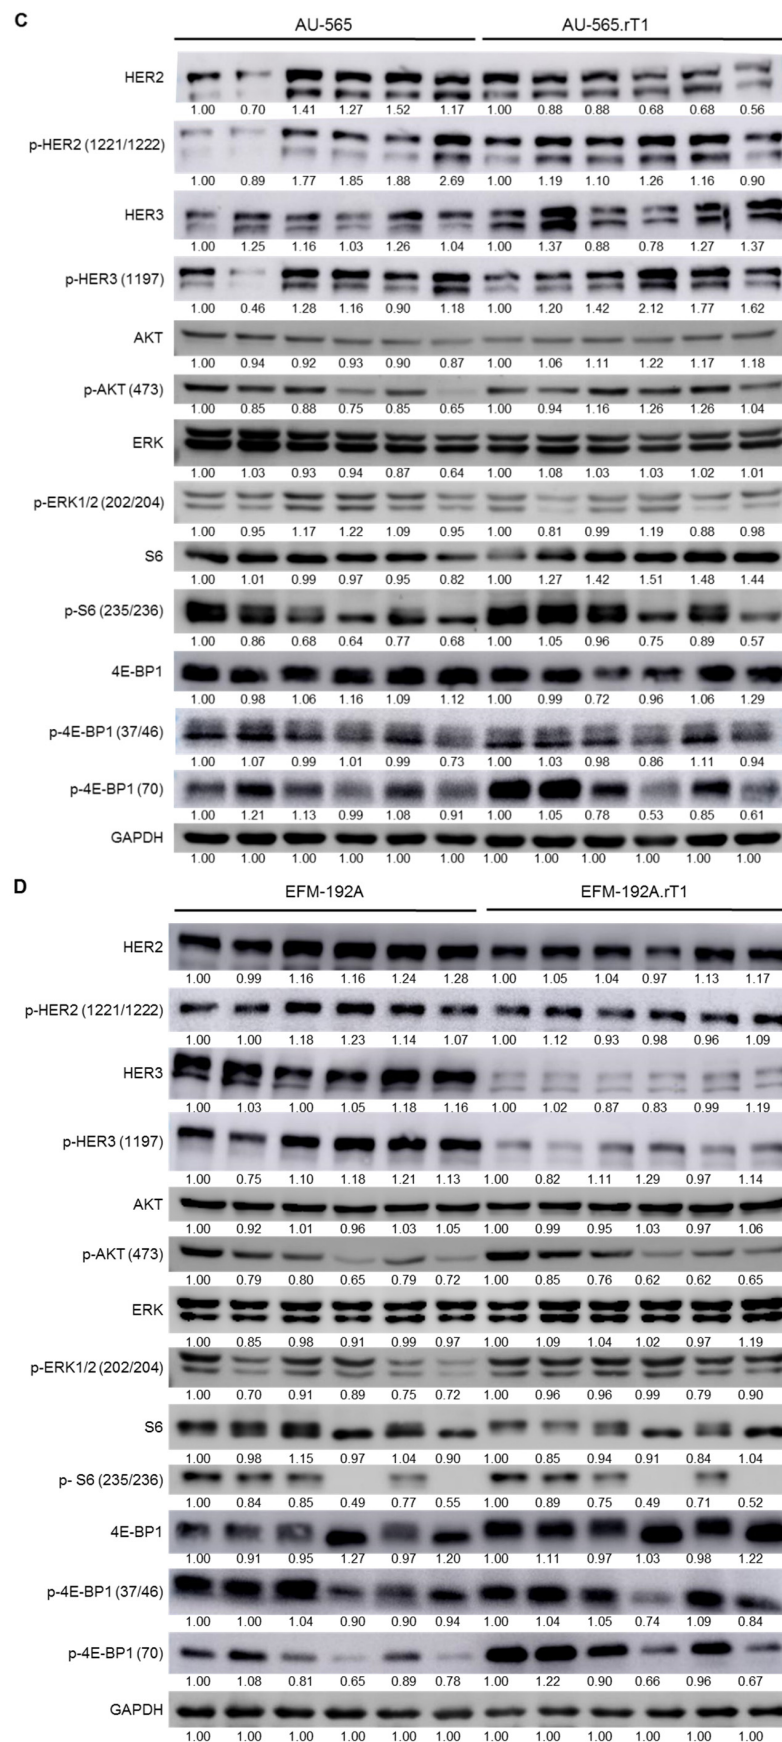 C
AU-565 AU-565.rT1
HER2
1.00 0.70 1.41 1.27 1.52 1.17 1.00 0.88 0.88 0.68 0.68 0.56
p-HER2 (1221/1222)
1.00 0.89 1.77 1.85 1.88 2.69 1.00 1.19 1.10 1.26 1.16 0.90
HER3
1.00 1.25 1.16 1.03 1.26 1.04 1.00 1.37 0.88 0.78 1.27 1.37
p-HER3 (1197)
1.00 0.46 1.28 1.16 0.90 1.18 1.00 1.20 1.42 2.12 1.77 1.62
AKT
1.00 0.94 0.92 0.93 0.90 0.87 1.00 1.06 1.11 1.22 1.17 1.18
p-AKT (473)
1.00 0.85 0.88 0.75 0.85 0.65 1.00 0.94 1.16 1.26 1.26 1.04
ERK
1.00 1.03 0.93 0.94 0.87 0.64 1.00 1.08 1.03 1.03 1.02 1.01
p-ERK1/2 (202/204)
1.00 0.95 1.17 1.22 1.09 0.95 1.00 0.81 0.99 1.19 0.88 0.98
S6
1.00 1.01 0.99 0.97 0.95 0.82 1.00 1.27 1.42 1.51 1.48 1.44
p-S6 (235/236)
1.00 0.86 0.68 0.64 0.77 0.68 1.00 1.05 0.96 0.75 0.89 0.57
4E-BP1
1.00 0.98 1.06 1.16 1.09 1.12 1.00 0.99 0.72 0.96 1.06 1.29
p-4E-BP1 (37/46)
1.00 1.07 0.99 1.01 0.99 0.73 1.00 1.03 0.98 0.86 1.11 0.94
p-4E-BP1 (70)
1.00 1.21 1.13 0.99 1.08 0.91 1.00 1.05 0.78 0.53 0.85 0.61
GAPDH
1.00 1.00 1.00 1.00 1.00 1.00 1.00 1.00 1.00 1.00 1.00 1.00
D
EFM-192A EFM-192A.rT1
HER2
1.00 0.99 1.16 1.16 1.24 1.28 1.00 1.05 1.04 0.97 1.13 1.17
p-HER2 (1221/1222)
1.00 1.00 1.18 1.23 1.14 1.07 1.00 1.12 0.93 0.98 0.96 1.09
HER3
1.00 1.03 1.00 1.05 1.18 1.16 1.00 1.02 0.87 0.83 0.99 1.19
p-HER3 (1197)
1.00 0.75 1.10 1.18 1.21 1.13 1.00 0.82 1.11 1.29 0.97 1.14
AKT
1.00 0.92 1.01 0.96 1.03 1.05 1.00 0.99 0.95 1.03 0.97 1.06
p-AKT (473)
1.00 0.79 0.80 0.65 0.79 0.72 1.00 0.85 0.76 0.62 0.62 0.65
ERK
1.00 0.85 0.98 0.91 0.99 0.97 1.00 1.09 1.04 1.02 0.97 1.19
p-ERK1/2 (202/204)
1.00 0.70 0.91 0.89 0.75 0.72 1.00 0.96 0.96 0.99 0.79 0.90
S6
1.00 0.98 1.15 0.97 1.04 0.90 1.00 0.85 0.94 0.91 0.84 1.04
p- S6 (235/236)
1.00 0.84 0.85 0.49 0.77 0.55 1.00 0.89 0.75 0.49 0.71 0.52
4E-BP1
1.00 0.91 0.95 1.27 0.97 1.20 1.00 1.11 0.97 1.03 0.98 1.22
p-4E-BP1 (37/46)
1.00 1.00 1.04 0.90 0.90 0.94 1.00 1.04 1.05 0.74 1.09 0.84
p-4E-BP1 (70)
1.00 1.08 0.81 0.65 0.89 0.78 1.00 1.22 0.90 0.66 0.96 0.67
GAPDH
1.00 1.00 1.00 1.00 1.00 1.00 1.00 1.00 1.00 1.00 1.00 1.00